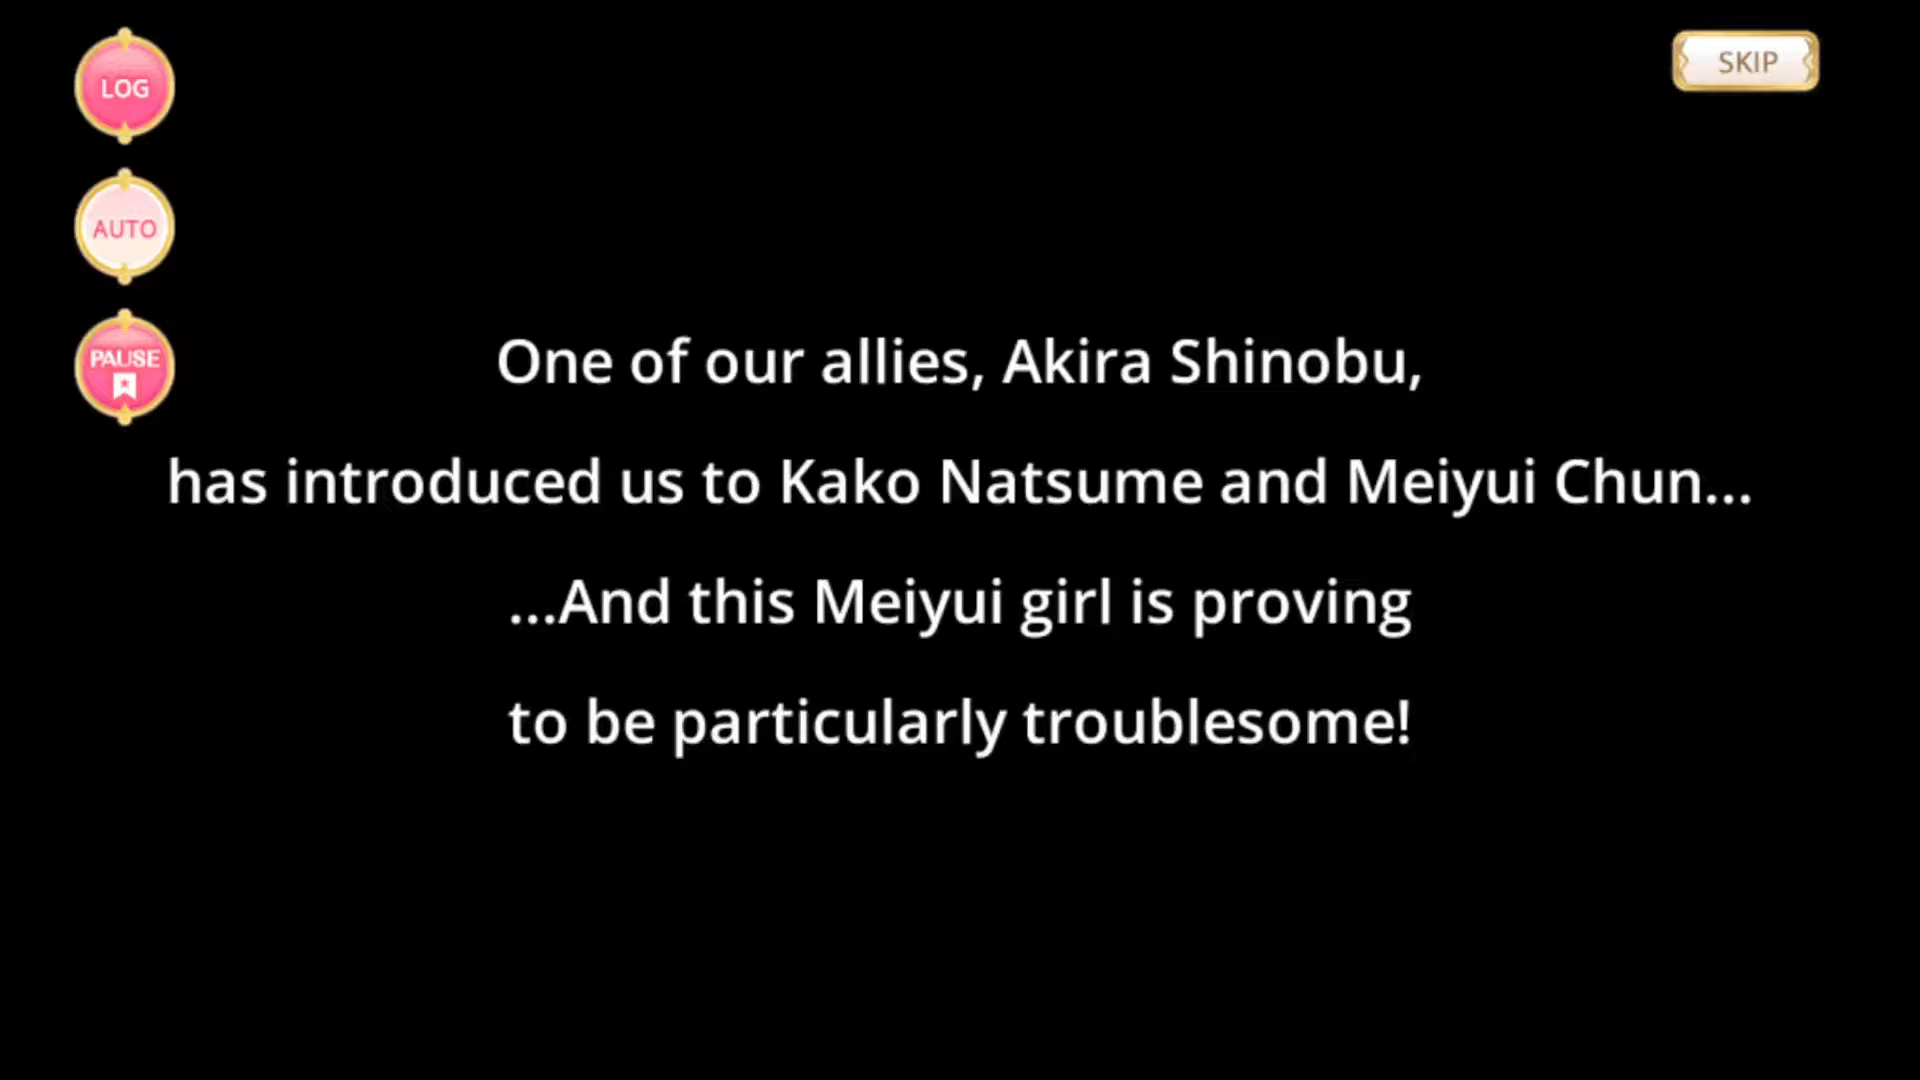 LOG
SKIP
AUTO
PAUSE
One of our allies, Akira Shinobu,
has introduced us to Kako Natsume and Meiyui Chun...
...And this Meiyui girl is proving
to be particularly troublesome!